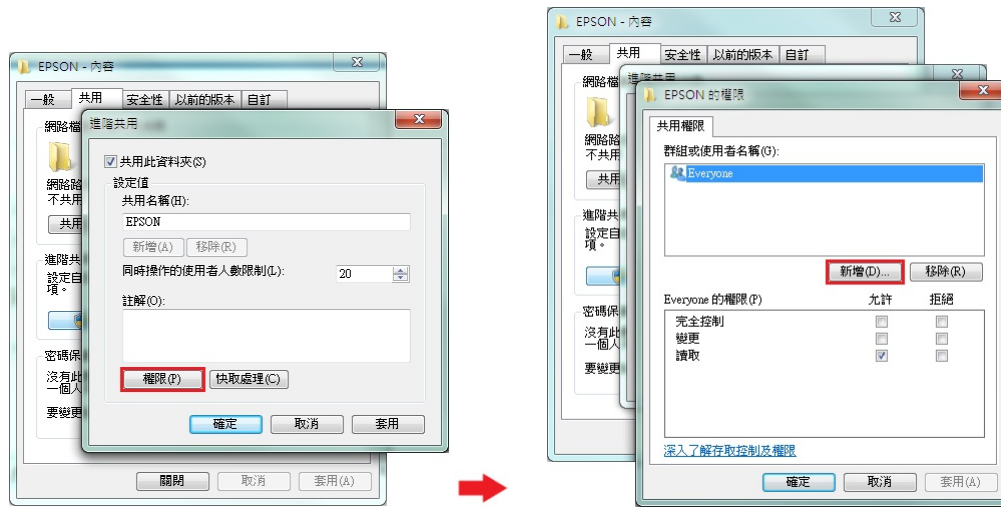 EPSON - 內容
一般 共用 安全性 以前的版本 自訂
網路檔
網路路
不共用
共用
進階共
設定自
項。
密碼保
沒有此
一個人
要變更
關閉 取消 套用(A)
進階共用
共用此資料夾(S)
設定值
共用名稱(H):
EPSON
新增(A) 移除(R)
同時操作的使用者人數限制(L): 20
註解(O):
權限(P) 快取處理(C)
確定 取消 套用
EPSON - 內容
一般 共用 安全性 以前的版本 自訂
網路檔
網路路
不共用
共用
進階共
設定自
項。
密碼保
沒有此
一個人
要變更
進階共用
EPSON 的權限
共用權限
群組或使用者名稱(G):
Everyone
新增(D)... 移除(R)
Everyone 的權限(P) 允許 拒絕
完全控制
變更
讀取
深入了解存取控制及權限
確定 取消 套用(A)